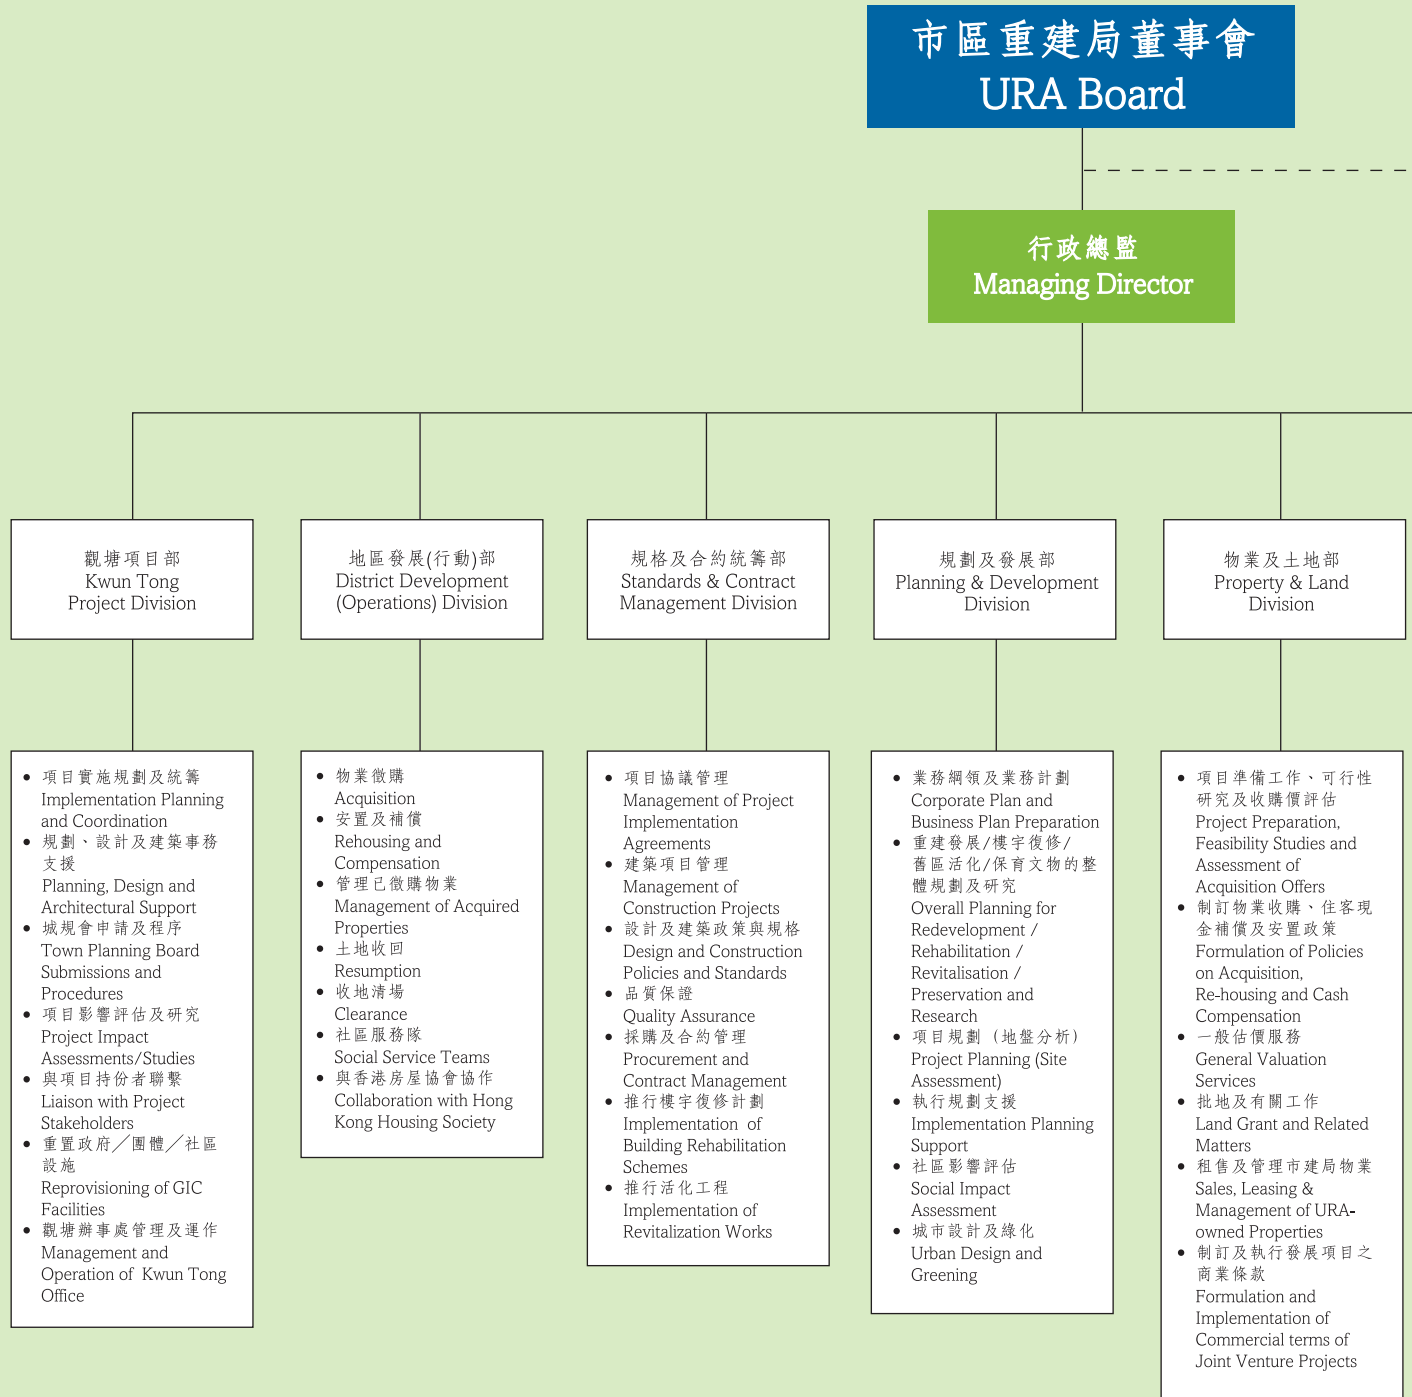 市區重建局董事會
URA Board
行政總監
Managing Director
觀塘項目部
Kwun Tong
Project Division
地區發展(行動)部
District Development
(Operations) Division
規格及合約統籌部
Standards & Contract
Management Division
規劃及發展部
Planning & Development
Division
物業及土地部
Property & Land
Division
• 項目實施規劃及統籌
Implementation Planning
and Coordination
• 規劃、設計及建築事務
支援
Planning, Design and
Architectural Support
• 城規會申請及程序
Town Planning Board
Submissions and
Procedures
• 項目影響評估及研究
Project Impact
Assessments/Studies
• 與項目持份者聯繫
Liaison with Project
Stakeholders
• 重置政府╱團體╱社區
設施
Reprovisioning of GIC
Facilities
• 觀塘辦事處管理及運作
Management and
Operation of Kwun Tong
Office
• 物業徵購
Acquisition
• 安置及補償
Rehousing and
Compensation
• 管理已徵購物業
Management of Acquired
Properties
• 土地收回
Resumption
• 收地清場
Clearance
• 社區服務隊
Social Service Teams
• 與香港房屋協會協作
Collaboration with Hong
Kong Housing Society
• 項目協議管理
Management of Project
Implementation
Agreements
• 建築項目管理
Management of
Construction Projects
• 設計及建築政策與規格
Design and Construction
Policies and Standards
• 品質保證
Quality Assurance
• 採購及合約管理
Procurement and
Contract Management
• 推行樓宇復修計劃
Implementation of
Building Rehabilitation
Schemes
• 推行活化工程
Implementation of
Revitalization Works
• 業務綱領及業務計劃
Corporate Plan and
Business Plan Preparation
• 重建發展/樓宇復修/
舊區活化/保育文物的整
體規劃及研究
Overall Planning for
Redevelopment /
Rehabilitation /
Revitalisation /
Preservation and
Research
• 項目規劃（地盤分析）
Project Planning (Site
Assessment)
• 執行規劃支援
Implementation Planning
Support
• 社區影響評估
Social Impact
Assessment
• 城市設計及綠化
Urban Design and
Greening
• 項目準備工作、可行性
研究及收購價評估
Project Preparation,
Feasibility Studies and
Assessment of
Acquisition Offers
• 制訂物業收購、住客現
金補償及安置政策
Formulation of Policies
on Acquisition,
Re-housing and Cash
Compensation
• 一般估價服務
General Valuation
Services
• 批地及有關工作
Land Grant and Related
Matters
• 租售及管理市建局物業
Sales, Leasing &
Management of URA-
owned Properties
• 制訂及執行發展項目之
商業條款
Formulation and
Implementation of
Commercial terms of
Joint Venture Projects